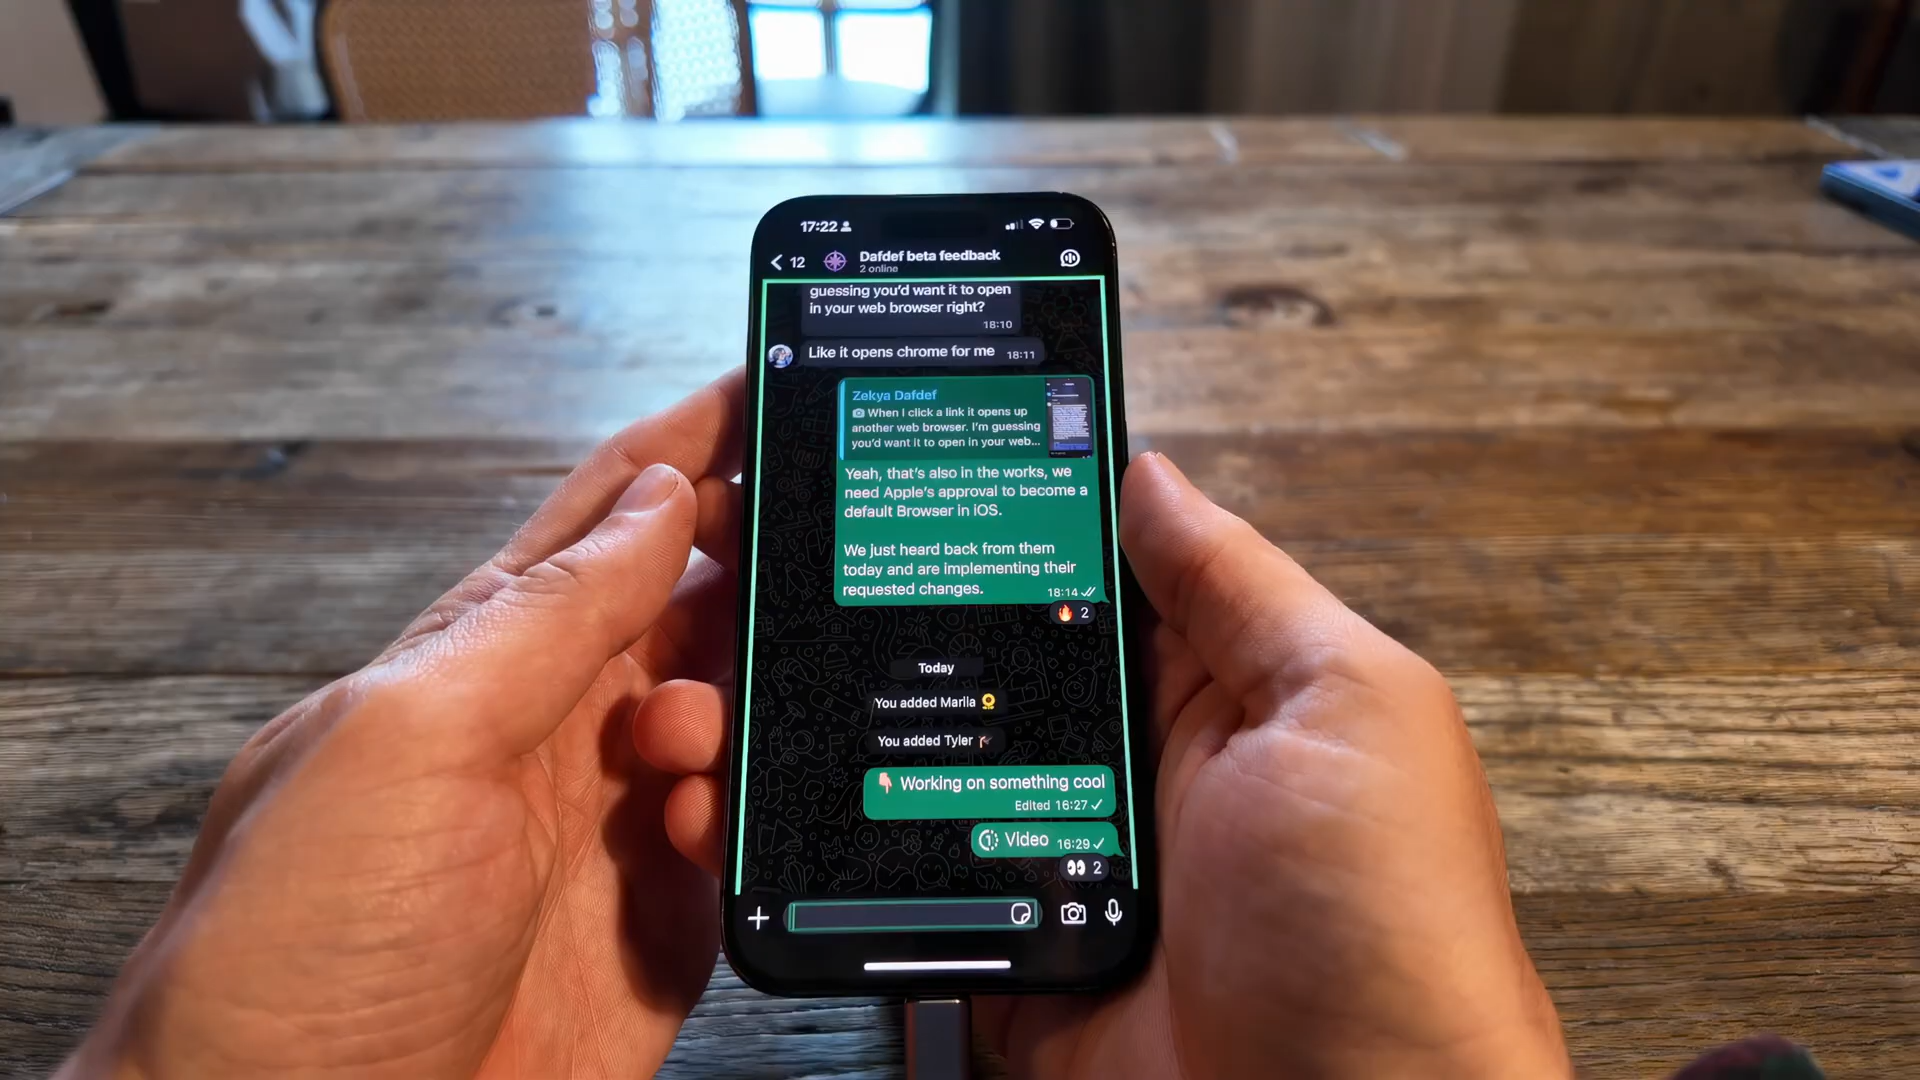 17:22
12
Dafdef beta feedback
2 online
guessing you'd want it to open
in your web browser right?
18:10
Like it opens chrome for me 18:11
Zekya Dafdef
When I click a link it opens up
another web browser. I'm guessing
you'd want it to open in your web...
Yeah, that's also in the works, we
need Apple's approval to become a
default Browser in iOS.
We just heard back from them
today and are implementing their
requested changes.
18:14
🔥 2
Today
You added Marlia 🌻
You added Tyler
👇🏻 Working on something cool
Edited 16:27
1 Video 16:29
👀 2